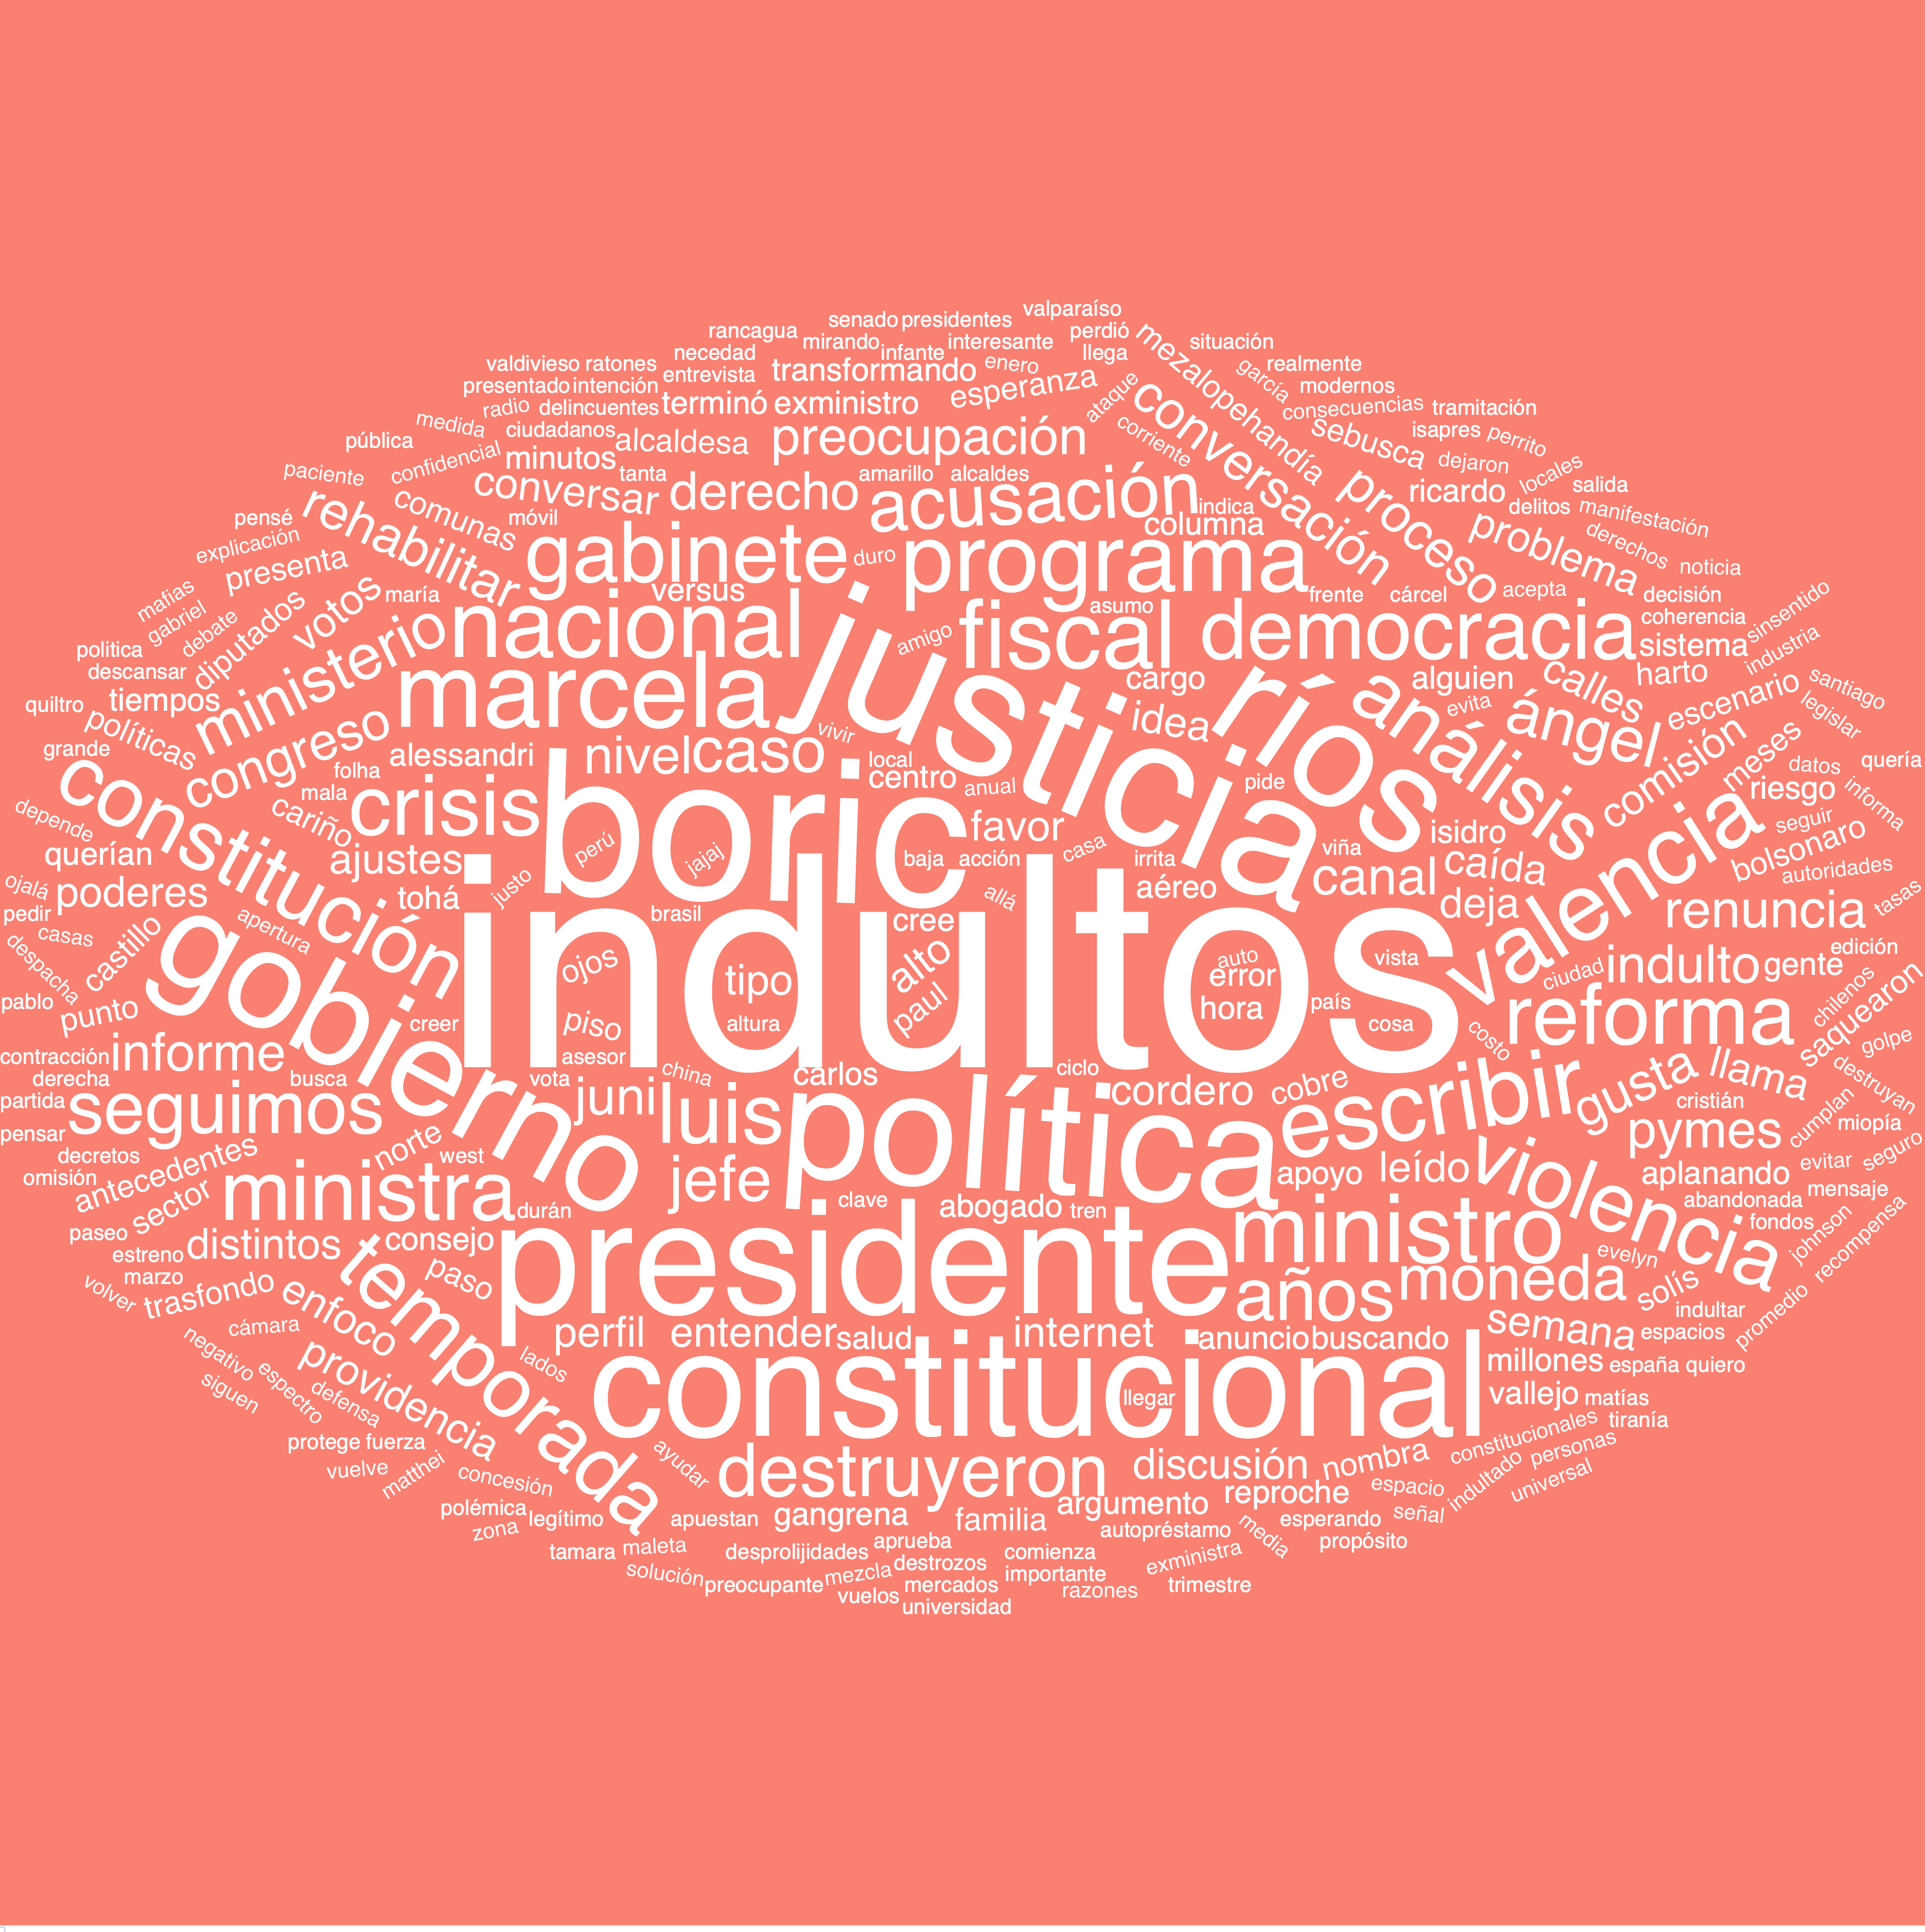 valparaíso
senado presidentes
rancagua
mirando
interesante
perdió
situación
necedad
infante
llega
mezalopehandía
valdivieso ratones
entrevista
transformando
enero
realmente
garcía
modernos
presentado intención
esperanza
ataque
conversación
consecuencias
tramitación
radio
delincuentes
terminó exministro
medida
ciudadanos
alcaldesa
preocupación
corriente
sebusca
isapres
perrito
pública
confidencial
minutos
tanta
amarillo
alcaldes
dejaron
locales
paciente
conversar
derecho
acusación
indica
proceso
ricardo
delitos
salida
rehabilitar
comunas
móvil
columna
problema
manifestación
pensé
explicación
gabinete
duro
programa
derechos
noticia
presenta
mafias
gabriel
debate
diputados
votos
maría
versus
asumo
frente
cárcel
acepta
decisión
coherencia
sinsentido
politica
ministerio
nacional
justicia
amigo
fiscal
democracia
sistema
industria
descansar
quiltro
tiempos
políticas
marcela
cargo
ríos
análisis
alguien
calles
harto
santiago
evita
ángel
escenario
legislar
grande
congreso
alessandri
nivel
caso
vivir
idea
comisión
meses
constitución
folha
local
centro
anual
pide
datos
quería
mala
cariño
crisis
boric
favor
isidro
riesgo
informa
depende
seguir
querían
ajustes
perú
jajaj
baja
acción
casa
irrita
viña
canal
caída
valencia
bolsonaro
autoridades
ojalá
poderes
tohá
justo
allá
aéreo
deja
renuncia
tasas
pedir
casas
apertura
brasil
indultos
cree
despacha
castillo
gobierno
ojos
tipo
alto
auto
error
vista
ciudad
indulto
gente
edición
pablo
punto
creer
piso
altura
paul
hora
país
cosa
reforma
chilenos
saquearon
costo
golpe
contracción
informe
asesor
derecha
busca
vota
china
carlos
ciclo
cordero
cobre
escribir
gusta
llama
destruyan
partida
seguimos
juni
luis
política
cristián
cumplan
miopía
pensar
decretos
norte
west
pymes
omisión
antecedentes
sector
ministra
jefe
apoyo
leído
violencia
aplanando
evitar
seguro
durán
clave
abogado
tren
abandonada
mensaje
paseo
distintos
consejo
presidente
ministro
fondos
estreno
evelyn
johnson
recompensa
marzo
trasfondo
temporada
paso
años
moneda
solís
volver
enfoco
indultar
cámara
perfil
entender
salud
internet
anuncio
buscando
semana
espacios
promedio
negativo
providencia
lados
constitucional
millones
españa quiero
siguen
espectro
defensa
llegar
vallejo
matías
tiranía
protege fuerza
ayudar
destruyeron
discusión
nombra
constitucionales
personas
vuelve
matthei
concesión
reproche
espacio
indultado
universal
polémica
legítimo
apuestan
gangrena
familia
argumento
esperando
señal
zona
autopréstamo
media
propósito
tamara
maleta
desprolijidades
aprueba
destrozos
comienza
exministra
solución
preocupante
mezcla
mercados
importante
razones
trimestre
vuelos
universidad